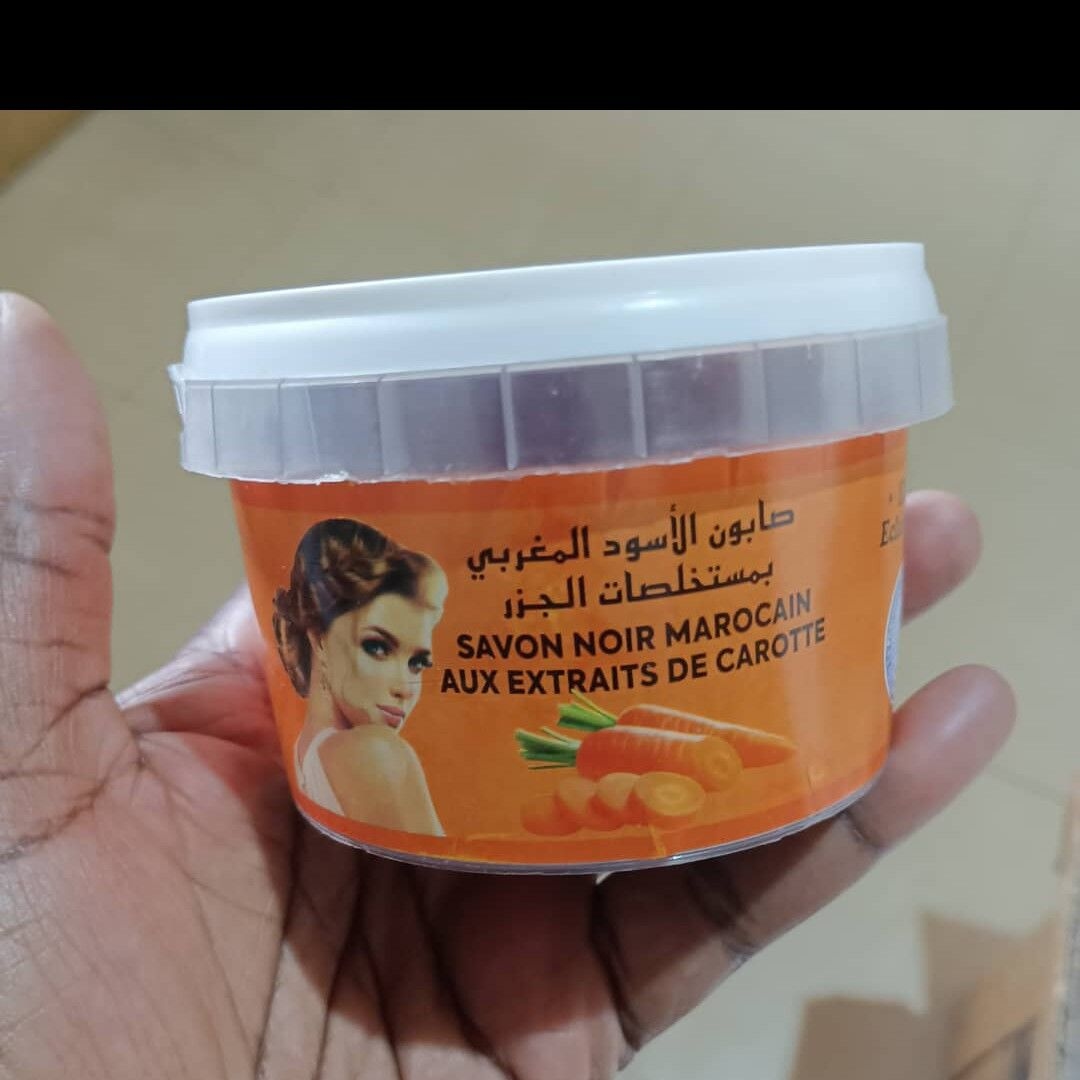 صابون الأسود المغربي
بمستخلصات الجزر
SAVON NOIR MAROCAIN
AUX EXTRAITS DE CAROTTE